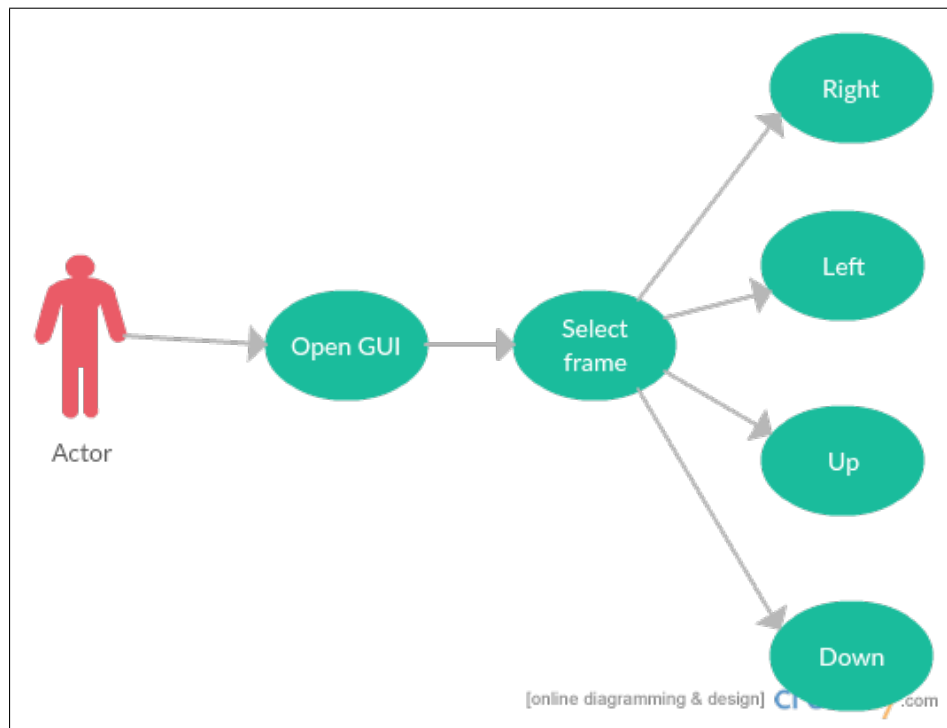 Right
Left
Open GUI
Select
frame
Actor
Up
Down
[online diagramming & design]
.com